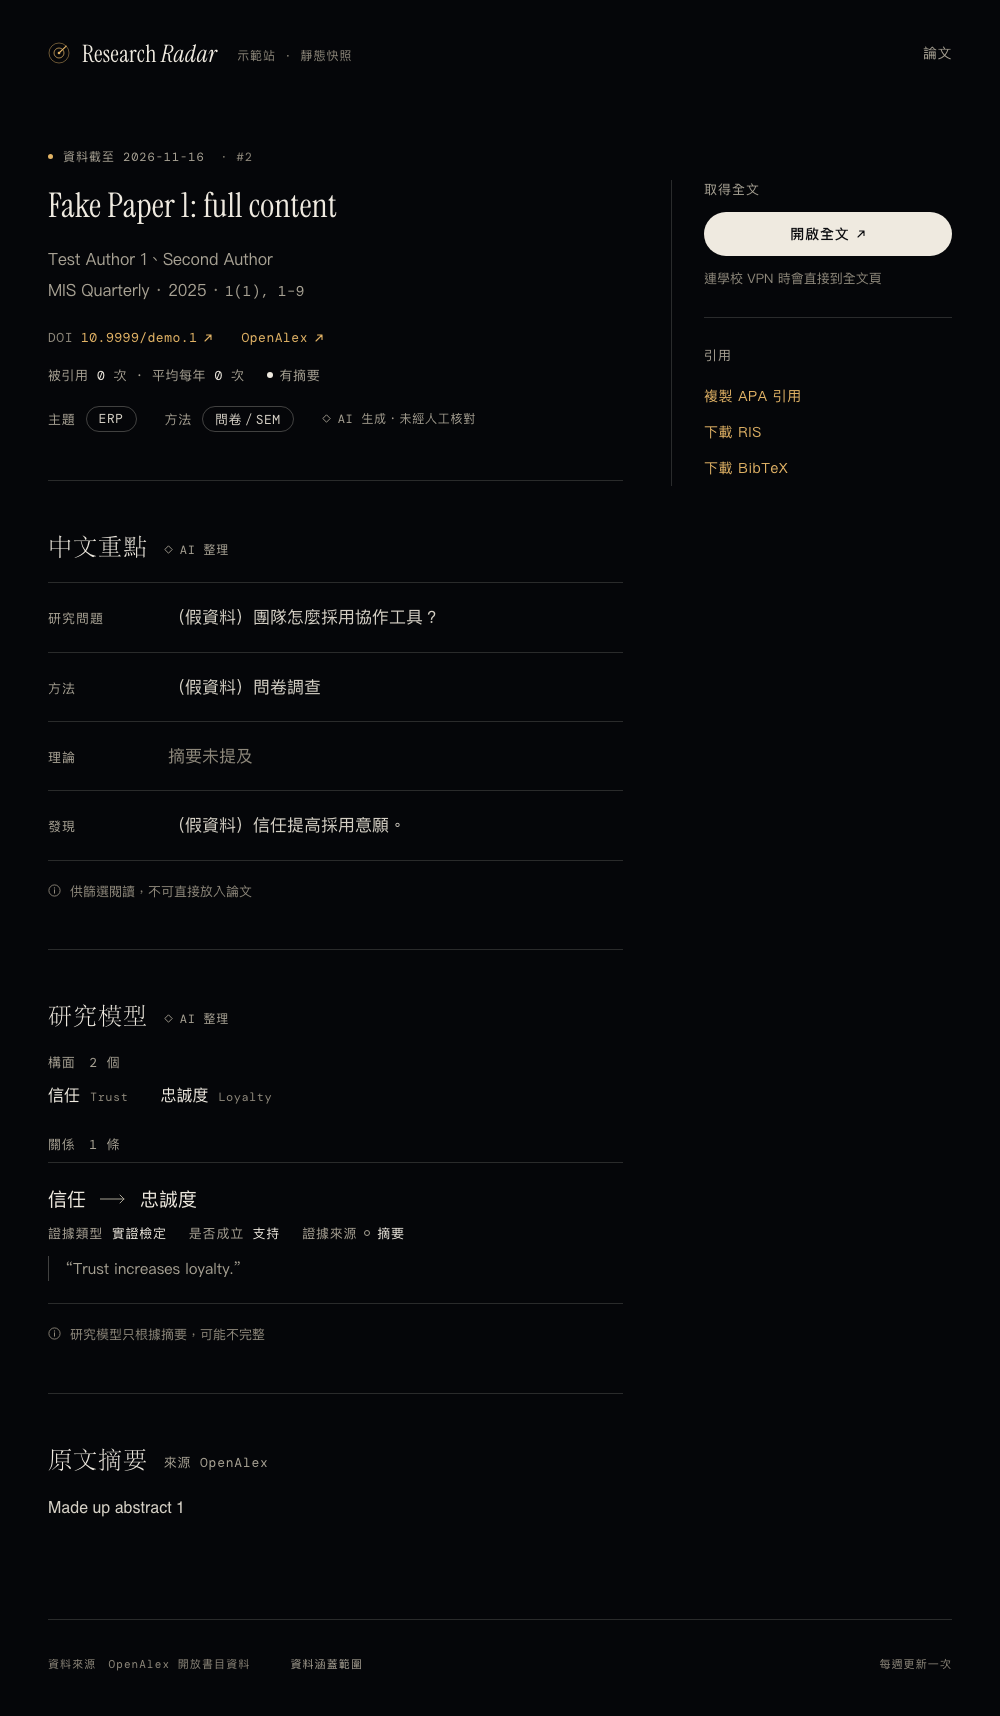 Research Radar 示範站 · 靜態快照
論文
資料截至 2026-11-16 · #2
Fake Paper 1: full content
Test Author 1、Second Author
MIS Quarterly · 2025 · 1(1), 1-9
DOI 10.9999/demo.1 ↗ OpenAlex ↗
被引用 0 次 · 平均每年 0 次 有摘要
主題 ERP 方法 問卷 / SEM ◇ AI 生成・未經人工核對
取得全文
開啟全文 ↗
連學校 VPN 時會直接到全文頁
引用
複製 APA 引用
下載 RIS
下載 BibTeX
中文重點 ◇ AI 整理
研究問題 （假資料）團隊怎麼採用協作工具？
方法 （假資料）問卷調查
理論 摘要未提及
發現 （假資料）信任提高採用意願。
供篩選閱讀，不可直接放入論文
研究模型 ◇ AI 整理
構面 2 個
信任 Trust 忠誠度 Loyalty
關係 1 條
信任 → 忠誠度
證據類型 實證檢定 是否成立 支持 證據來源 摘要
“Trust increases loyalty.”
研究模型只根據摘要，可能不完整
原文摘要 來源 OpenAlex
Made up abstract 1
資料來源 OpenAlex 開放書目資料 資料涵蓋範圍
每週更新一次